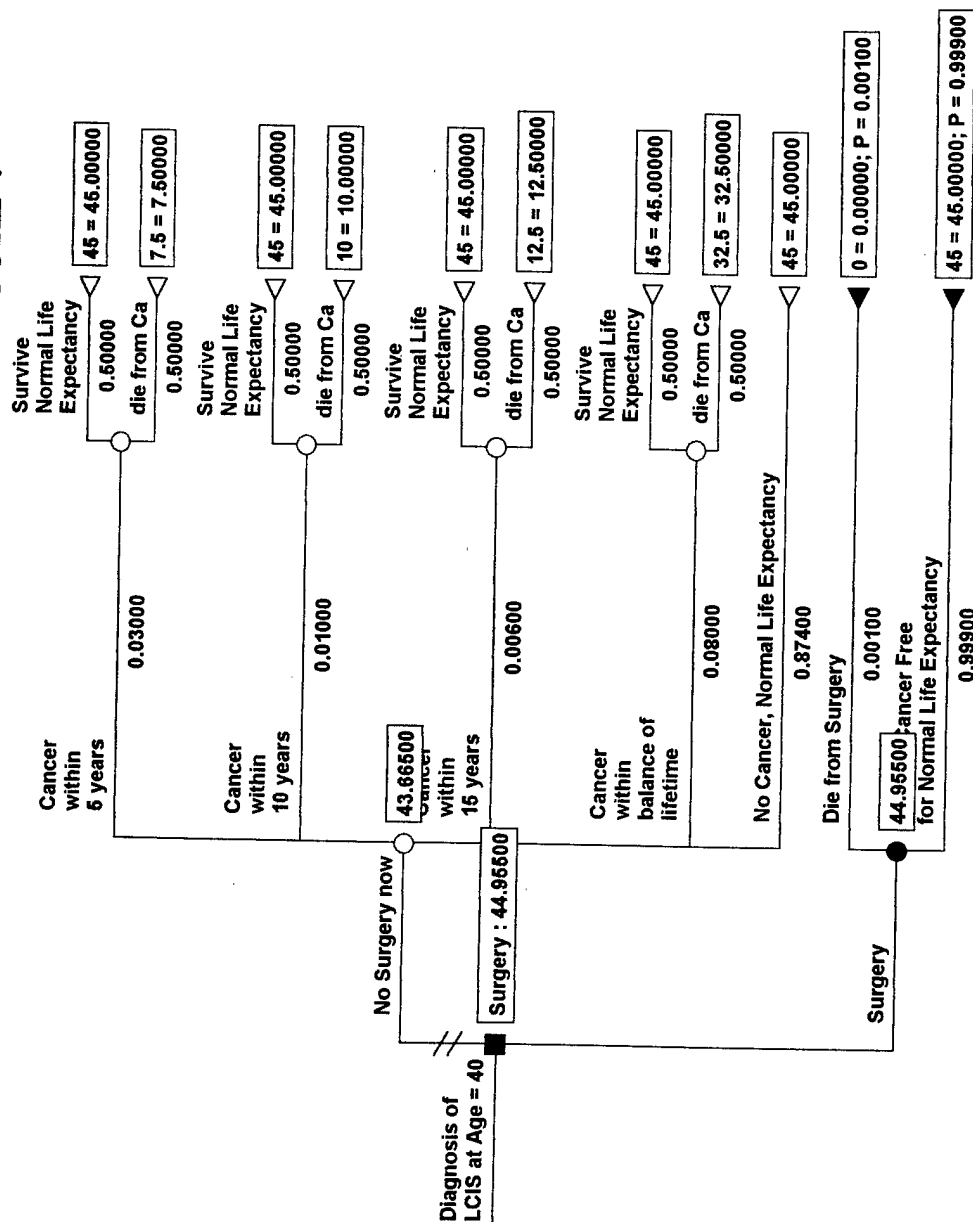 Survive
Normal Life
Expectancy
0.50000
45 = 45.00000
die from Ca
0.50000
7.5 = 7.50000
Cancer
within
5 years
0.03000
Survive
Normal Life
Expectancy
0.50000
45 = 45.00000
die from Ca
0.50000
10 = 10.00000
Cancer
within
10 years
0.01000
No Surgery now
43.66500
Survive
Normal Life
Expectancy
0.50000
45 = 45.00000
die from Ca
0.50000
12.5 = 12.50000
Cancer
within
15 years
0.00600
Diagnosis of
LCIS at Age = 40
Surgery : 44.95500
Survive
Normal Life
Expectancy
0.50000
45 = 45.00000
die from Ca
0.50000
32.5 = 32.50000
Cancer
within
balance of
lifetime
0.08000
No Cancer, Normal Life Expectancy
0.87400
45 = 45.00000
Surgery
44.95500
Die from Surgery
0.00100
0 = 0.00000; P = 0.00100
Cancer Free
for Normal Life Expectancy
0.99900
45 = 45.00000; P = 0.99900